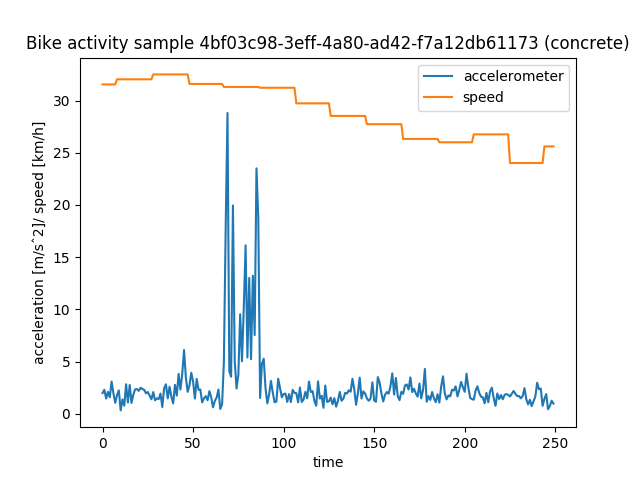 Bike activity sample 4bf03c98-3eff-4a80-ad42-f7a12db61173 (concrete)
accelerometer
speed
acceleration [m/sˆ2]/ speed [km/h]
30
25
20
15
10
5
0
0
50
100
150
200
250
time